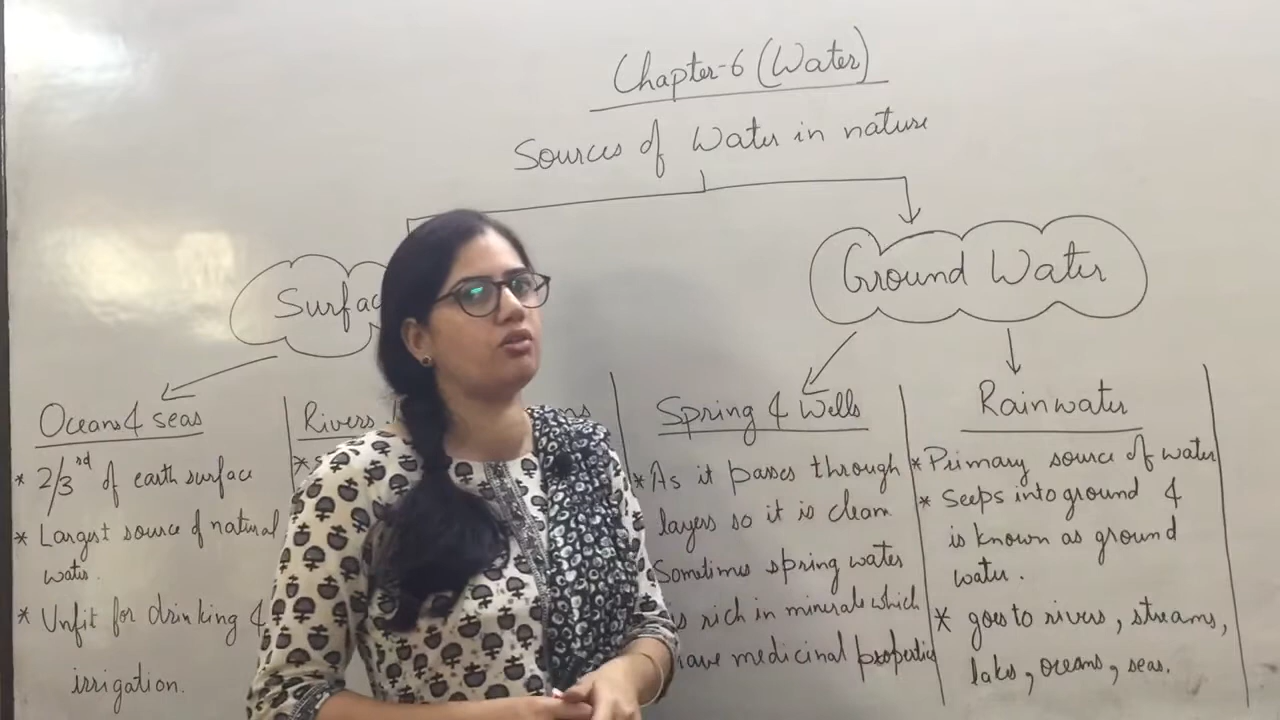 Chapter-6 (Water)
Sources of Water in nature
Ground Water
Oceans & seas
* 2/3rd of earth surface
* Largest source of natural
water.
* Unfit for drinking &
irrigation.
Rivers
Spring & Wells
* As it passes through
layers so it is clean
Sometimes spring water
is rich in minerals which
have medicinal properties
Rainwater
* Primary source of water
* Seeps into ground &
is known as ground
water.
* goes to rivers, streams,
lakes, oceans, seas.